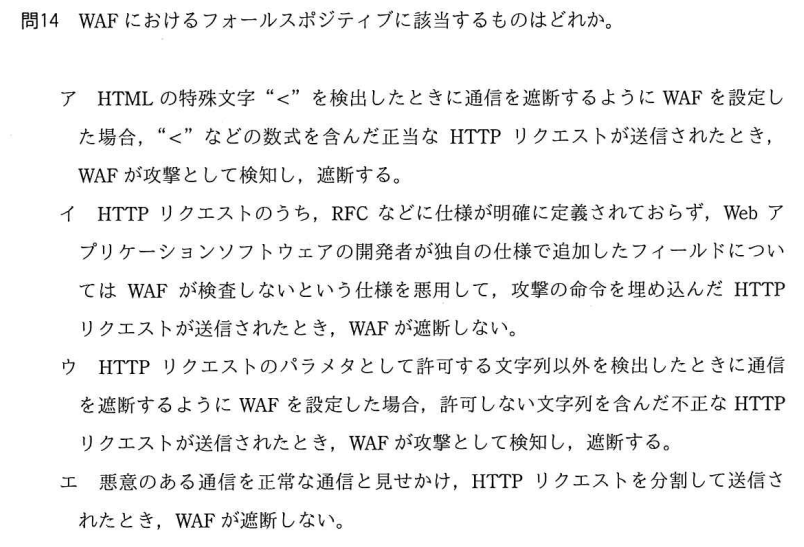 問14　WAF におけるフォールスポジティブに該当するものはどれか。
ア　HTML の特殊文字“<”を検出したときに通信を遮断するように WAF を設定し
た場合，“<”などの数式を含んだ正当な HTTP リクエストが送信されたとき，
WAF が攻撃として検知し，遮断する。
イ　HTTP リクエストのうち，RFC などに仕様が明確に定義されておらず，Web ア
プリケーションソフトウェアの開発者が独自の仕様で追加したフィールドについ
ては WAF が検査しないという仕様を悪用して，攻撃の命令を埋め込んだ HTTP
リクエストが送信されたとき，WAF が遮断しない。
ウ　HTTP リクエストのパラメタとして許可する文字列以外を検出したときに通信
を遮断するように WAF を設定した場合，許可しない文字列を含んだ不正な HTTP
リクエストが送信されたとき，WAF が攻撃として検知し，遮断する。
エ　悪意のある通信を正常な通信と見せかけ，HTTP リクエストを分割して送信さ
れたとき，WAF が遮断しない。